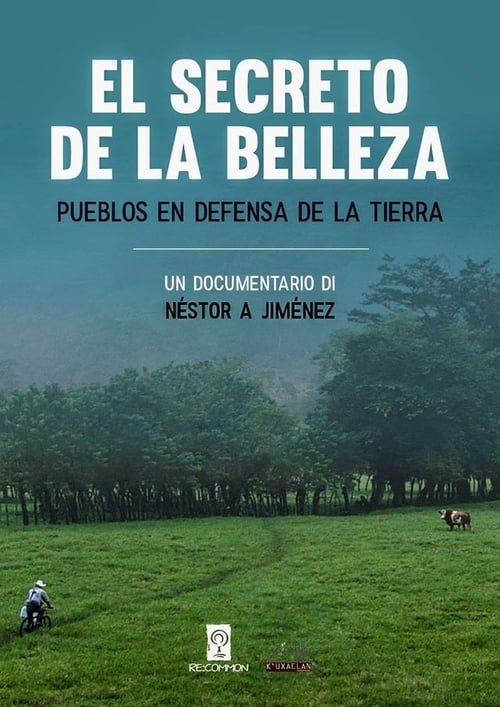 EL SECRETO
DE LA BELLEZA
PUEBLOS EN DEFENSA DE LA TIERRA
UN DOCUMENTARIO DI
NÉSTOR A JIMÉNEZ
RE:COMMON
K'UXAELAN